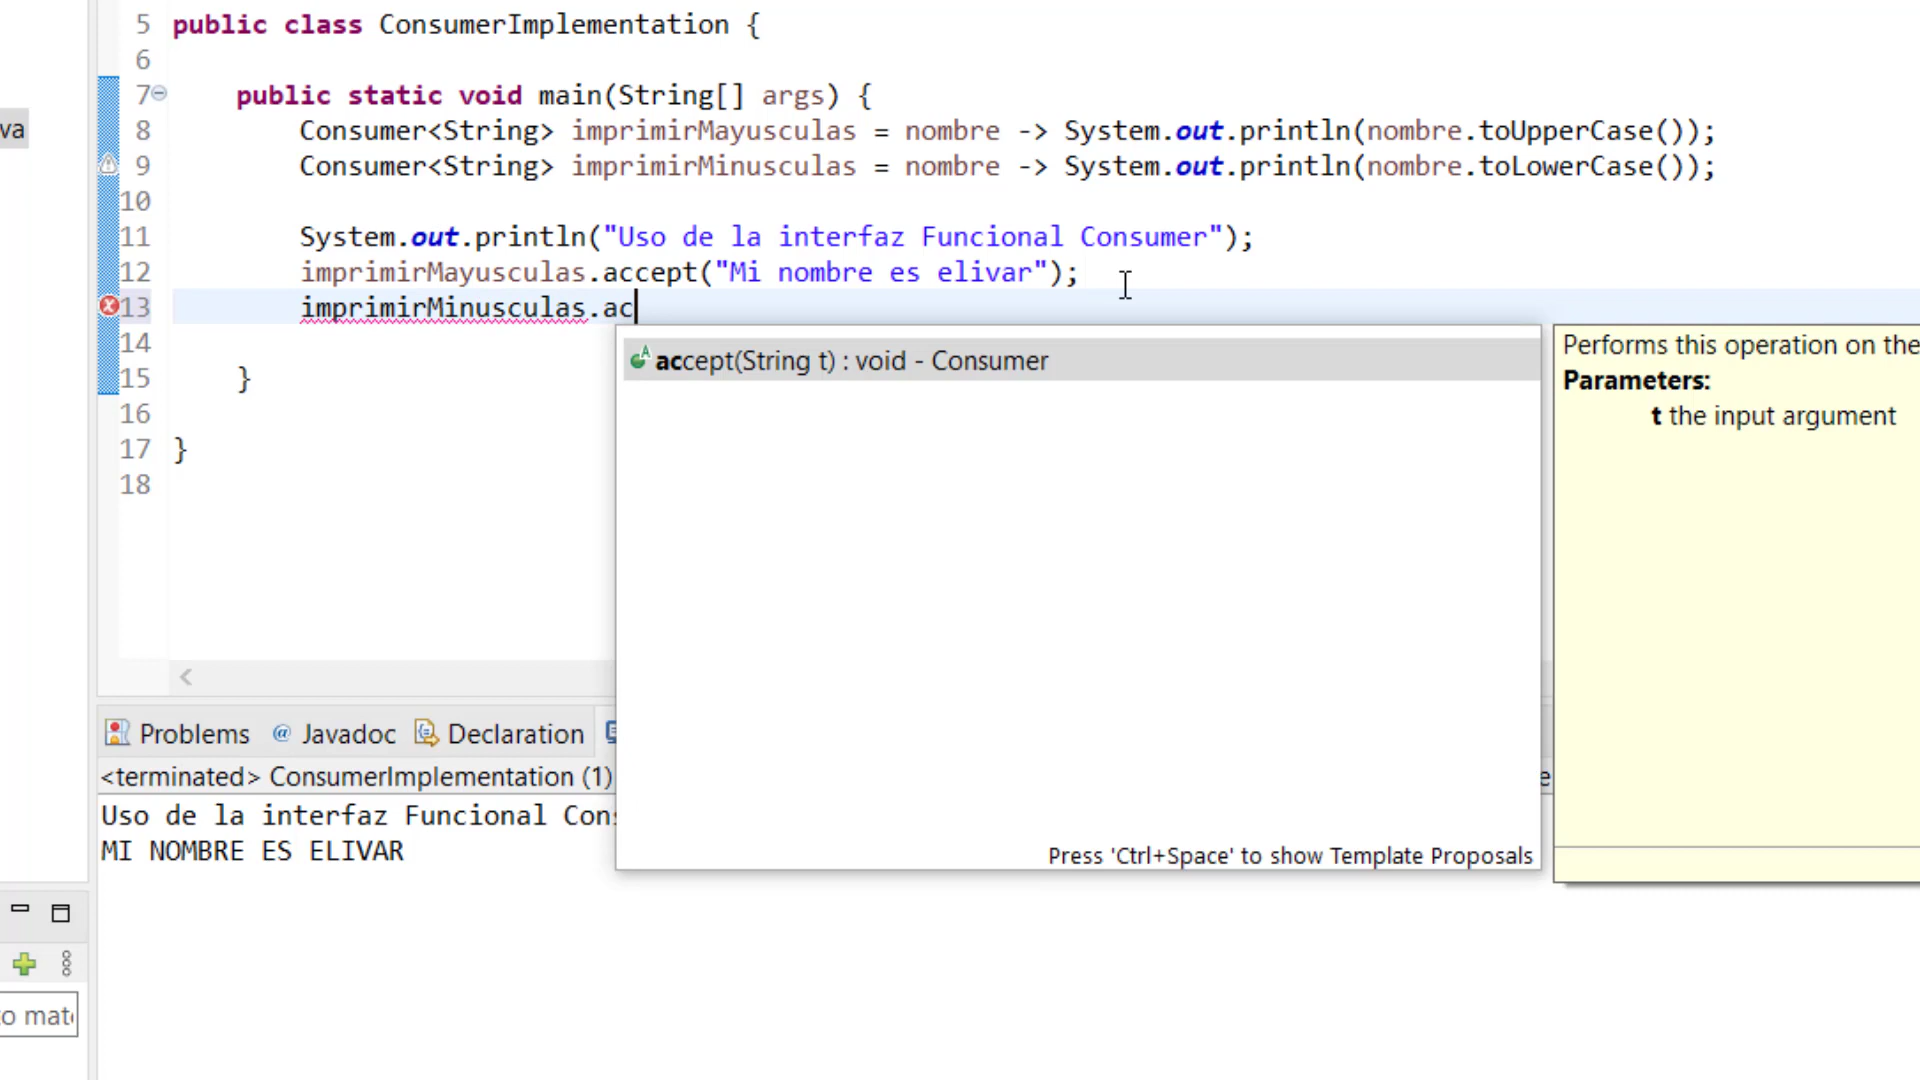 5 public class ConsumerImplementation {
6
7 public static void main(String[] args) {
va
8 Consumer<String> imprimirMayusculas = nombre -> System.out.println(nombre.toUpperCase());
9 Consumer<String> imprimirMinusculas = nombre -> System.out.println(nombre.toLowerCase());
10
11 System.out.println("Uso de la interfaz Funcional Consumer");
12 imprimirMayusculas.accept("Mi nombre es elivar");
13 imprimirMinusculas.ac
14
15 }
16
17 }
18
accept(String t) : void - Consumer
Press 'Ctrl+Space' to show Template Proposals
Performs this operation on the
Parameters:
t the input argument
Problems Javadoc Declaration
<terminated> ConsumerImplementation (1)
Uso de la interfaz Funcional Con
MI NOMBRE ES ELIVAR
to mat